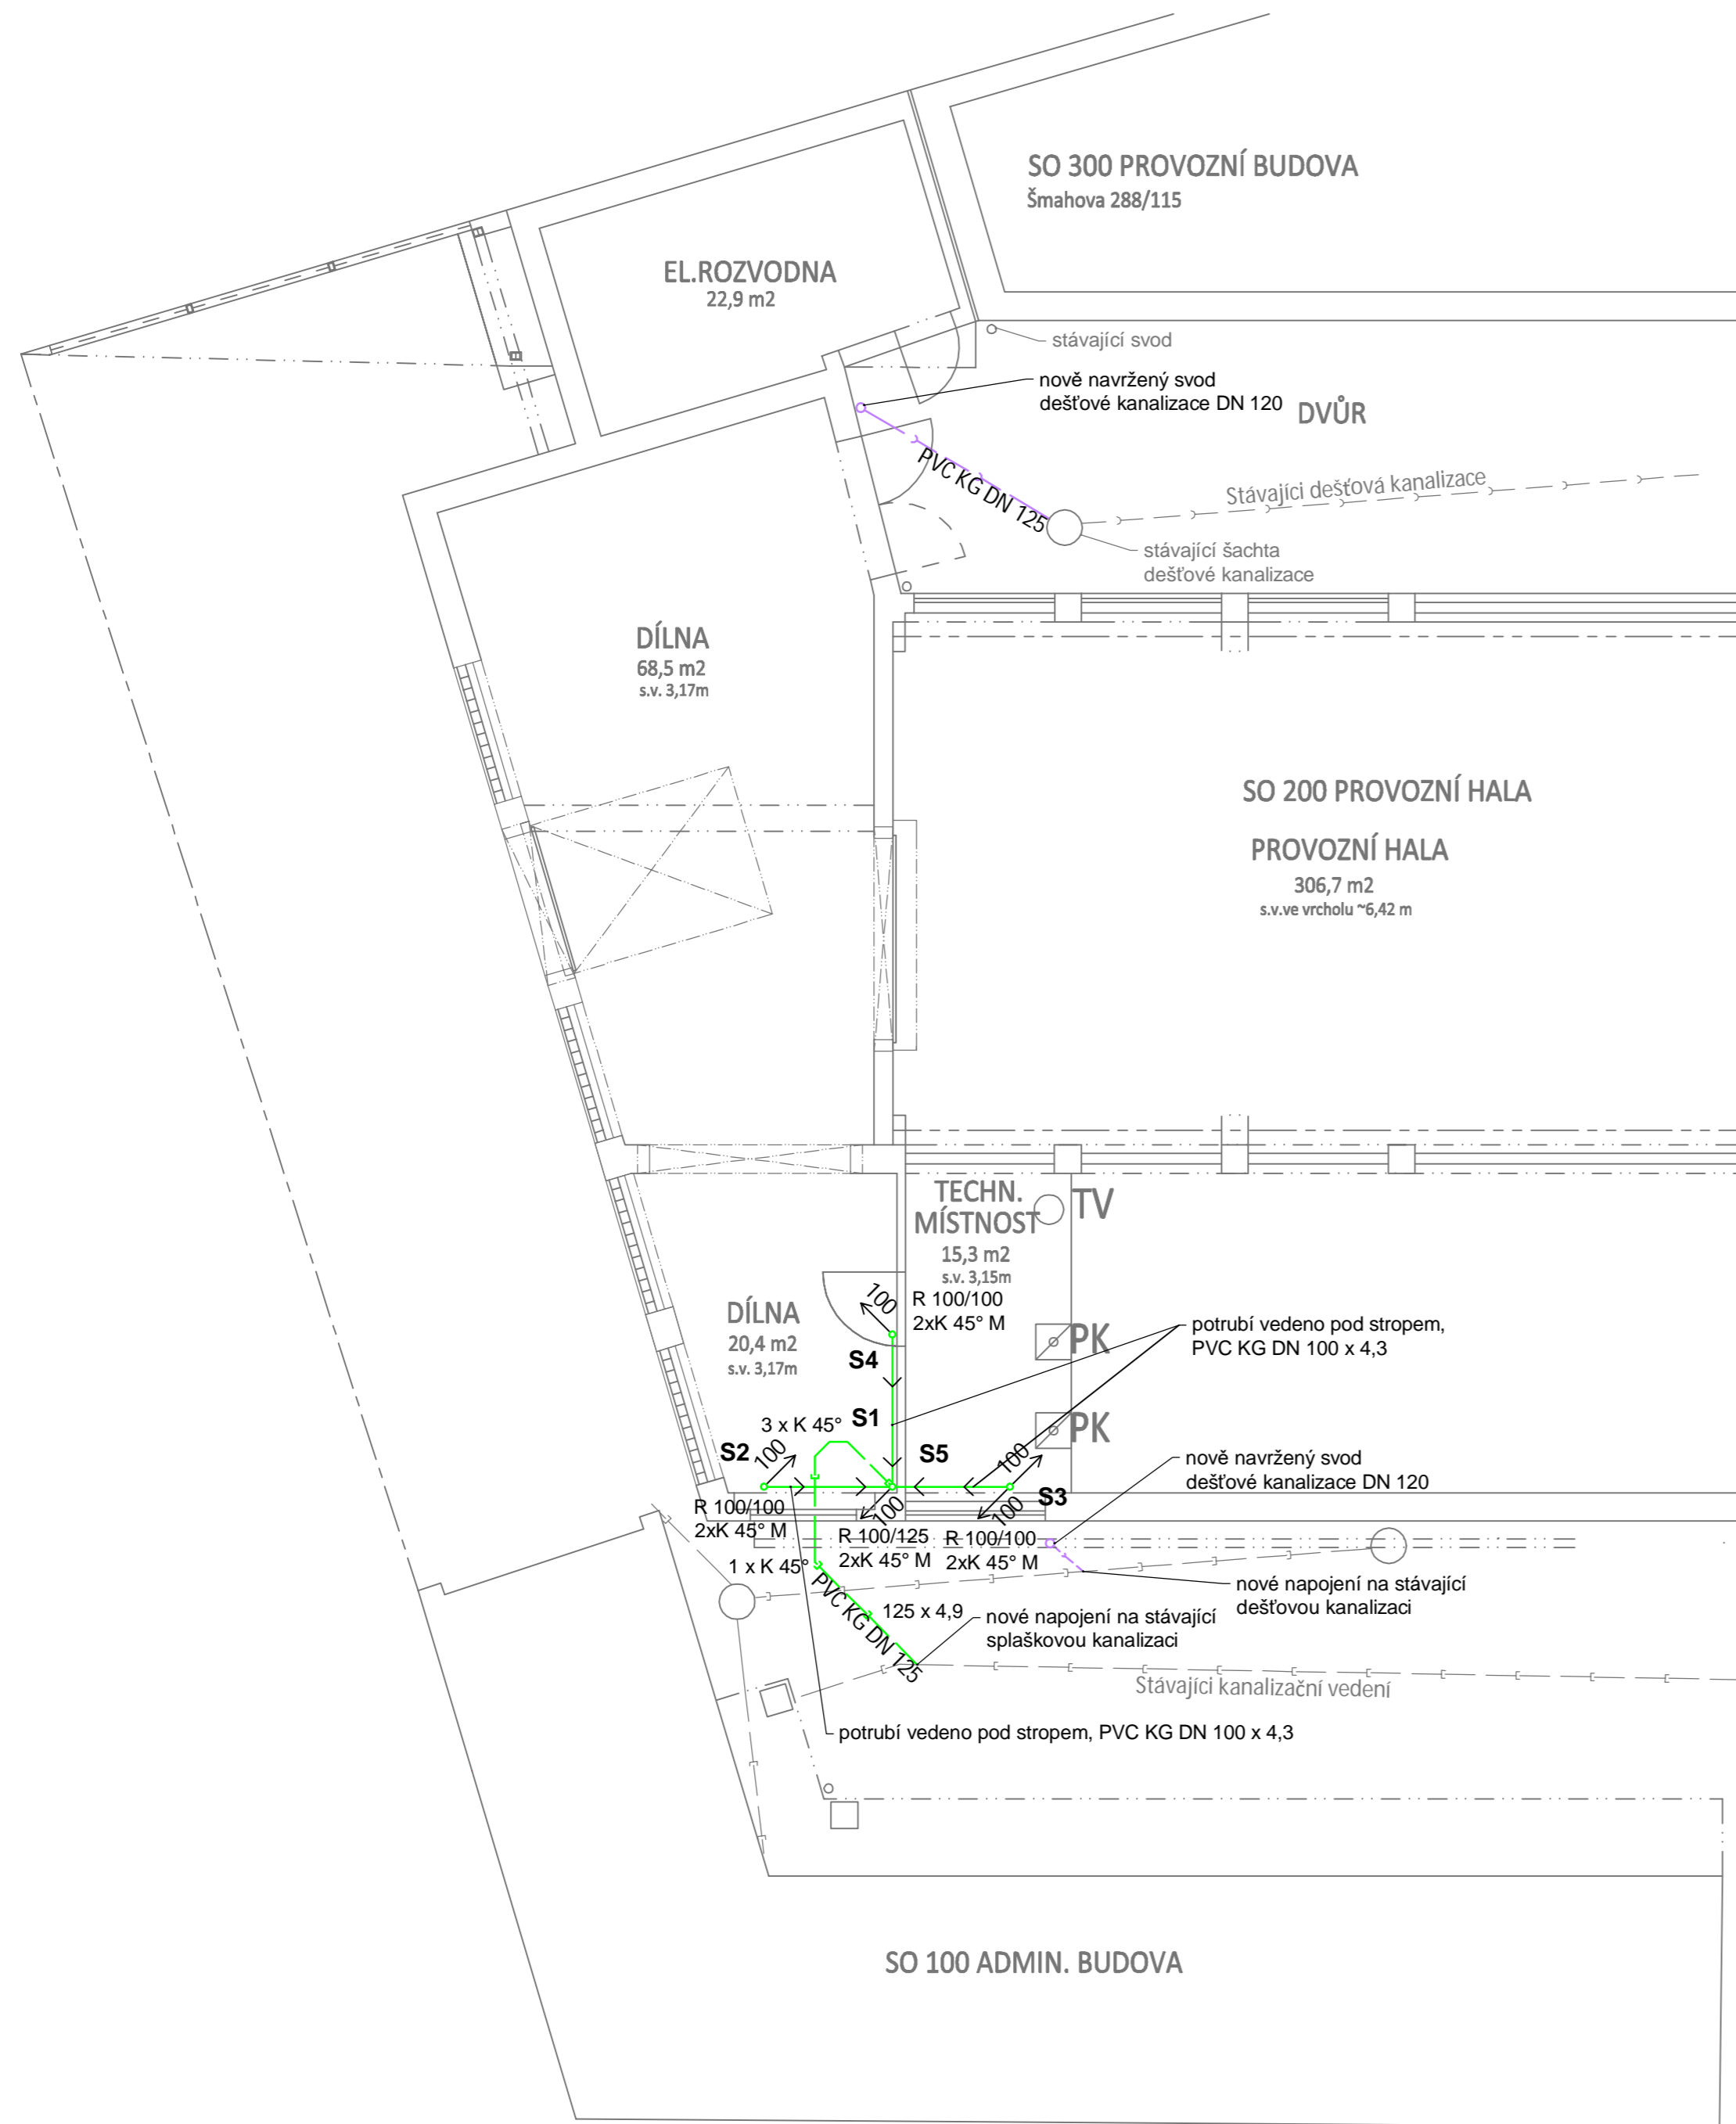 SO 300 PROVOZNÍ BUDOVA
Šmahova 288/115
EL.ROZVODNA
22,9 m2
stávající svod
nově navržený svod
dešťové kanalizace DN 120
DVŮR
PVC KG DN 125
Stávajíci dešťová kanalizace
stávající šachta
dešťové kanalizace
DÍLNA
68,5 m2
s.v. 3,17m
SO 200 PROVOZNÍ HALA
PROVOZNÍ HALA
306,7 m2
s.v.ve vrcholu ~6,42 m
TECHN.
MÍSTNOST
15,3 m2
s.v. 3,15m
TV
100
R 100/100
2xK 45° M
DÍLNA
20,4 m2
s.v. 3,17m
PK
potrubí vedeno pod stropem,
PVC KG DN 100 x 4,3
S4
3 x K 45°
S1
PK
S2
100
S5
100
nově navržený svod
dešťové kanalizace DN 120
S3
R 100/100
2xK 45° M
100
100
R 100/125
2xK 45° M
R 100/100
2xK 45° M
1 x K 45°
PVC KG DN 125
125 x 4,9
nové napojení na stávající
dešťovou kanalizaci
nové napojení na stávající
splaškovou kanalizaci
Stávajíci kanalizační vedení
potrubí vedeno pod stropem, PVC KG DN 100 x 4,3
SO 100 ADMIN. BUDOVA